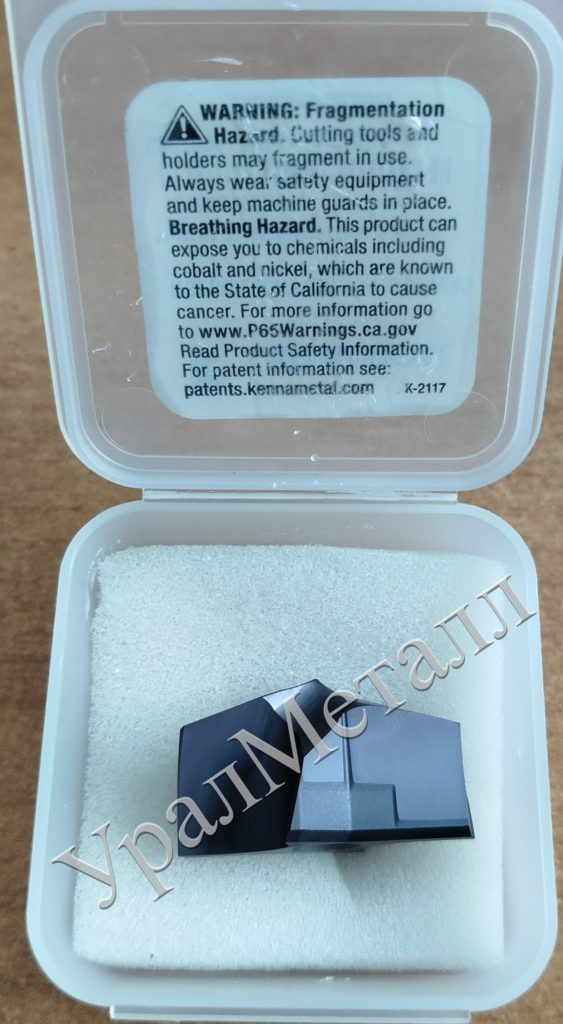 WARNING: Fragmentation
Hazard. Cutting tools and
holders may fragment in use.
Always wear safety equipment
and keep machine guards in place.
Breathing Hazard. This product can
expose you to chemicals including
cobalt and nickel, which are known
to the State of California to cause
cancer. For more information go
to www.P65Warnings.ca.gov
Read Product Safety Information.
For patent information see:
patents.kennametal.com K-2117
УралМеталл